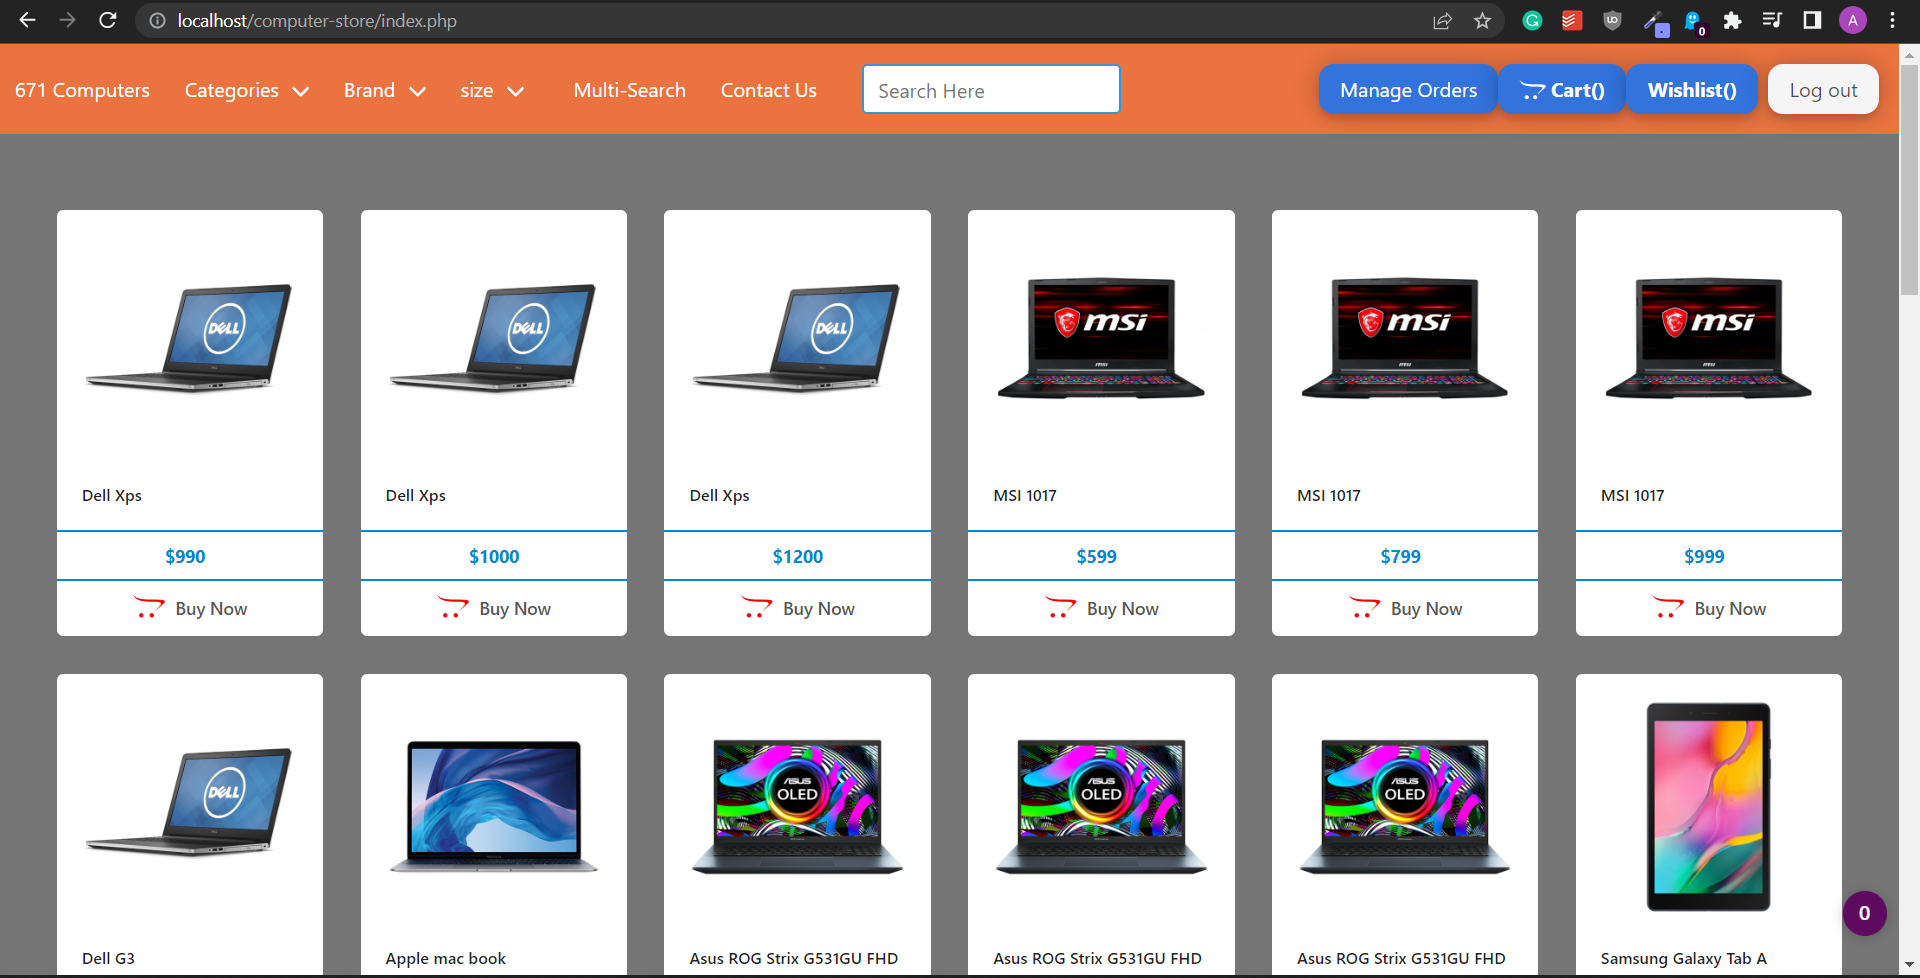 localhost/computer-store/index.php
A
0
671 Computers Categories Brand size Multi-Search Contact Us Search Here Manage Orders Cart() Wishlist() Log out
DELL DELL DELL msi msi msi
Dell Xps Dell Xps Dell Xps MSI 1017 MSI 1017 MSI 1017
$990 $1000 $1200 $599 $799 $999
Buy Now Buy Now Buy Now Buy Now Buy Now Buy Now
DELL ASUS OLED ASUS OLED ASUS OLED
0
Dell G3 Apple mac book Asus ROG Strix G531GU FHD Asus ROG Strix G531GU FHD Asus ROG Strix G531GU FHD Samsung Galaxy Tab A